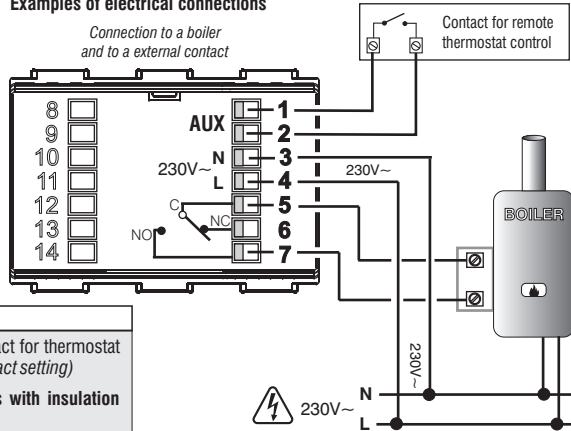 Examples of electrical connections
Connection to a boiler
and to a external contact
Contact for remote
thermostat control
8
9
10
11
12
13
14
AUX
230V~
N
L
C
NC
NO
1
2
3
4
5
6
7
230V~
BOILER
act for thermostat
act setting)
s with insulation
230V~
230V~
N
L